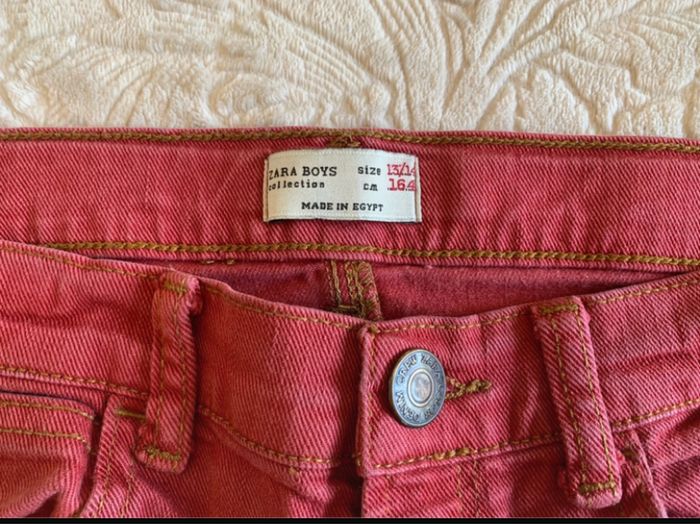 ZARA BOYS size 13/14
collection cm 164
MADE IN EGYPT